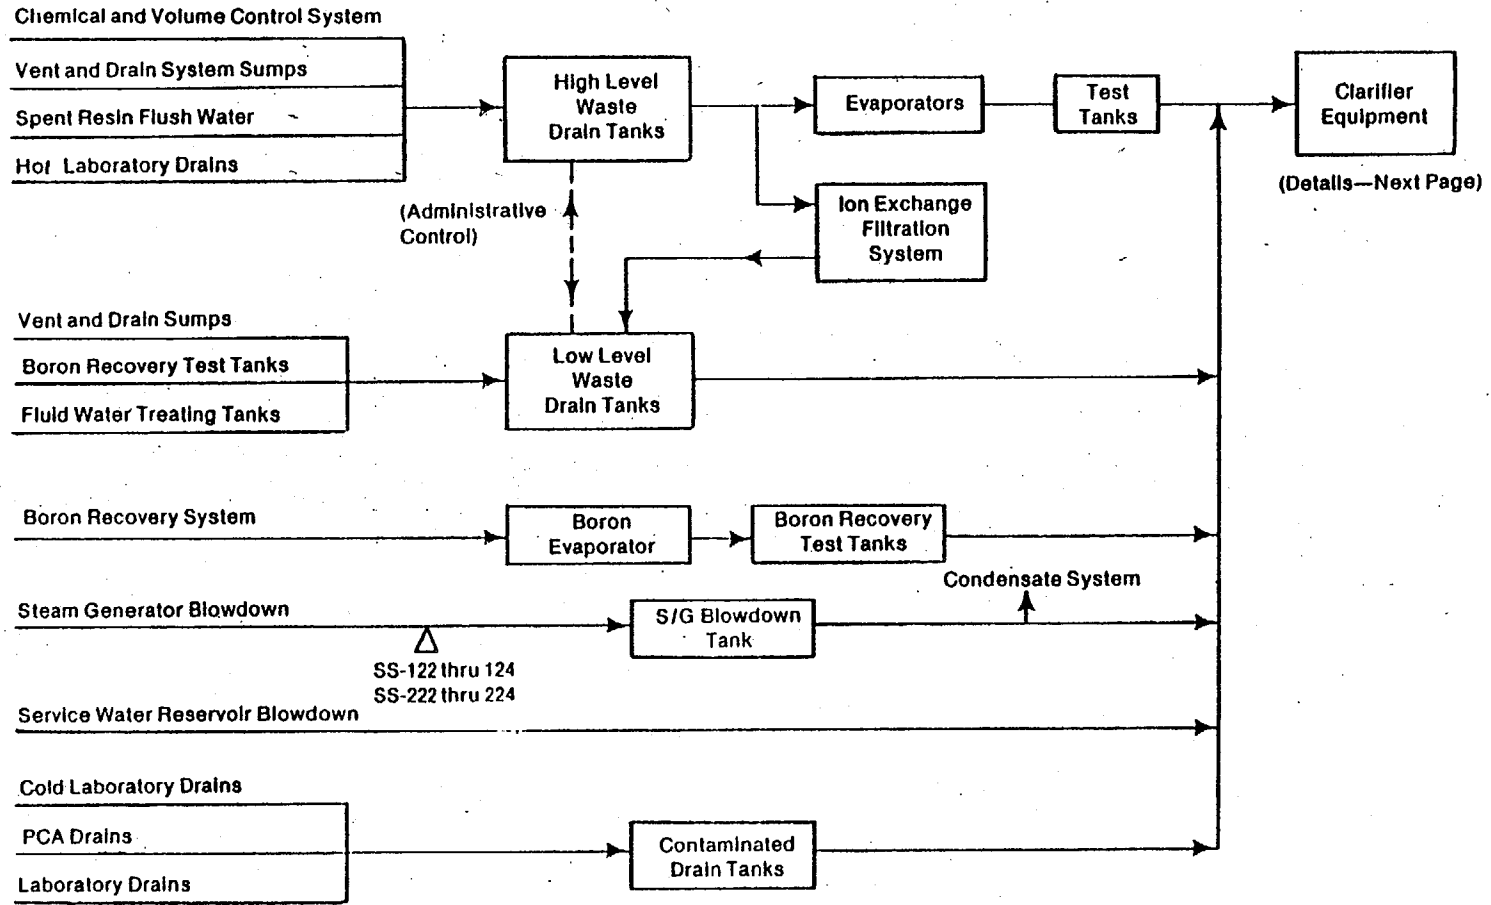 Chemical and Volume Control System
Vent and Drain System Sumps
Spent Resin Flush Water
Hot Laboratory Drains
High Level
Waste
Drain Tanks
Evaporators
Test
Tanks
Clarifier
Equipment
(Details—Next Page)
(Administrative
Control)
Ion Exchange
Filtration
System
Vent and Drain Sumps
Boron Recovery Test Tanks
Fluid Water Treating Tanks
Low Level
Waste
Drain Tanks
Boron Recovery System
Boron
Evaporator
Boron Recovery
Test Tanks
Condensate System
Steam Generator Blowdown
SS-122 thru 124
SS-222 thru 224
S/G Blowdown
Tank
Service Water Reservoir Blowdown
Cold Laboratory Drains
PCA Drains
Laboratory Drains
Contaminated
Drain Tanks